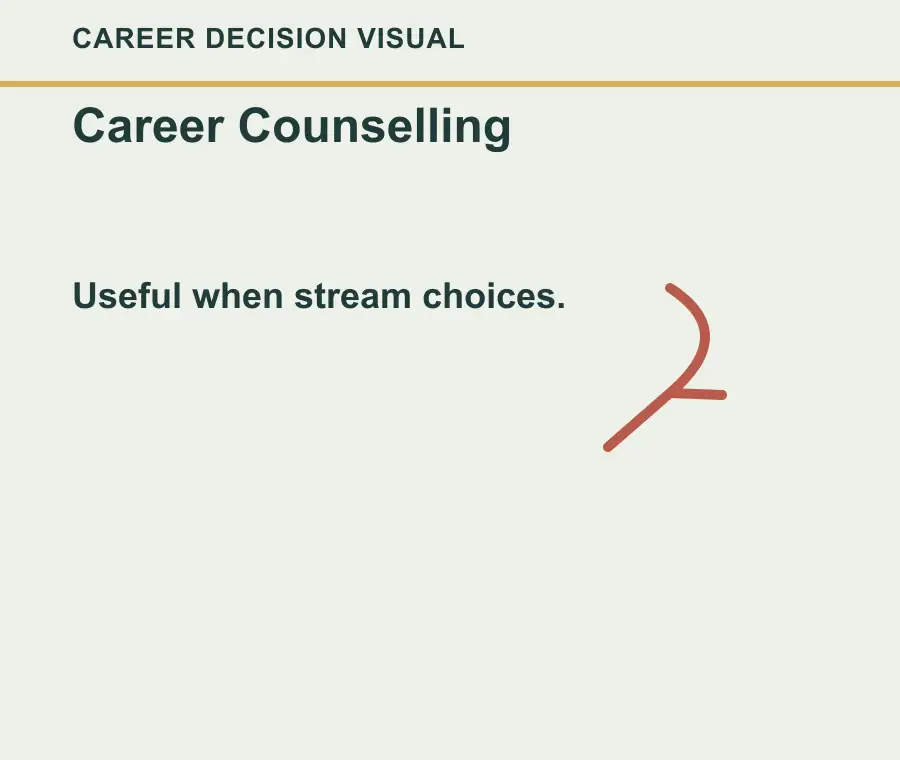 CAREER DECISION VISUAL
Career Counselling
Useful when stream choices.